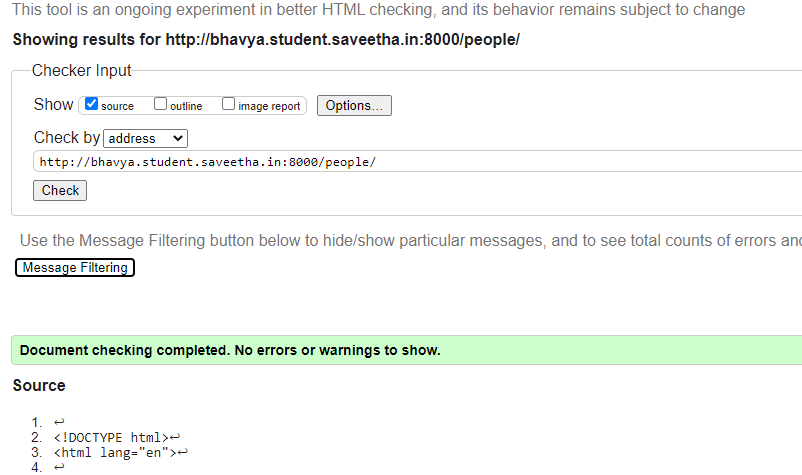 This tool is an ongoing experiment in better HTML checking, and its behavior remains subject to change
Showing results for http://bhavya.student.saveetha.in:8000/people/
Checker Input
Show source outline image report Options...
Check by address
http://bhavya.student.saveetha.in:8000/people/
Check
Use the Message Filtering button below to hide/show particular messages, and to see total counts of errors and
Message Filtering
Document checking completed. No errors or warnings to show.
Source
1. ↩
2. <!DOCTYPE html>↩
3. <html lang="en">↩
4. ↩